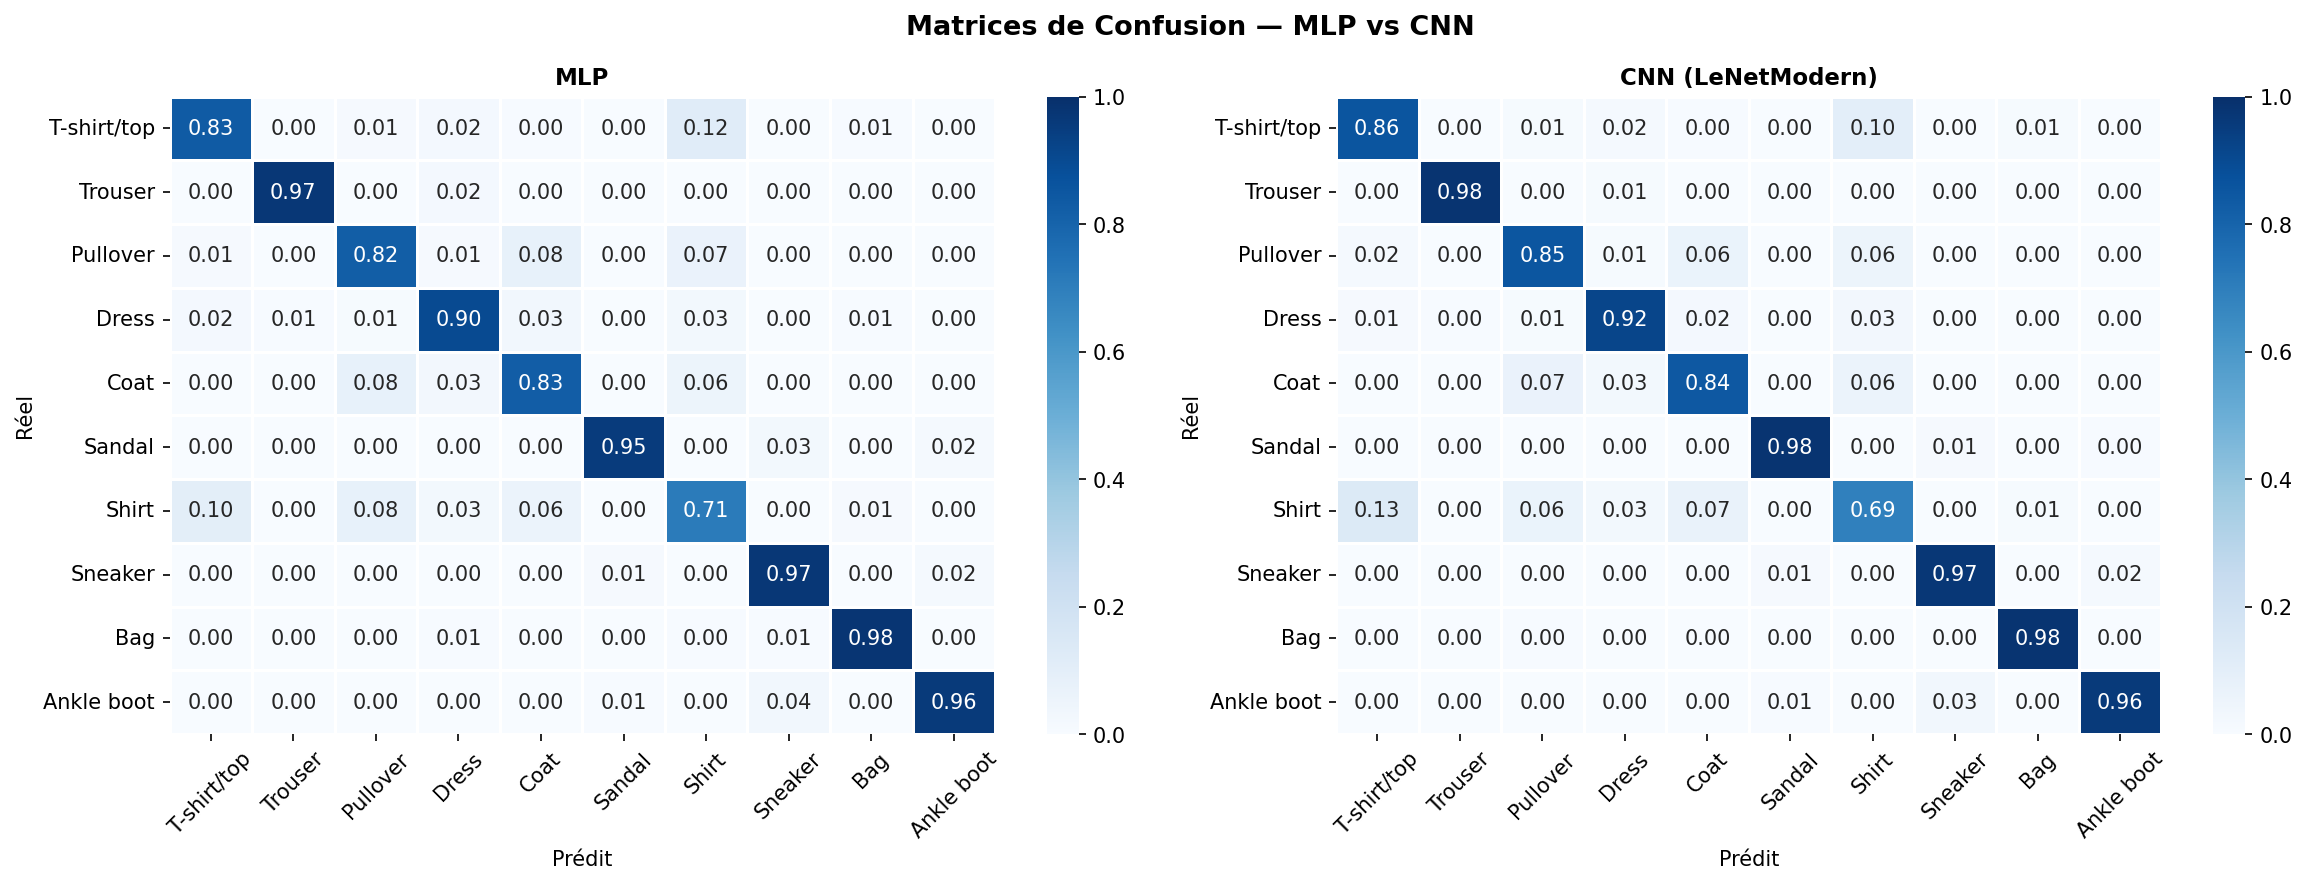 Matrices de Confusion — MLP vs CNN
MLP
T-shirt/top 0.83 0.00 0.01 0.02 0.00 0.00 0.12 0.00 0.01 0.00
Trouser 0.00 0.97 0.00 0.02 0.00 0.00 0.00 0.00 0.00 0.00
Pullover 0.01 0.00 0.82 0.01 0.08 0.00 0.07 0.00 0.00 0.00
Dress 0.02 0.01 0.01 0.90 0.03 0.00 0.03 0.00 0.01 0.00
Coat 0.00 0.00 0.08 0.03 0.83 0.00 0.06 0.00 0.00 0.00
Sandal 0.00 0.00 0.00 0.00 0.00 0.95 0.00 0.03 0.00 0.02
Shirt 0.10 0.00 0.08 0.03 0.06 0.00 0.71 0.00 0.01 0.00
Sneaker 0.00 0.00 0.00 0.00 0.00 0.01 0.00 0.97 0.00 0.02
Bag 0.00 0.00 0.00 0.01 0.00 0.00 0.00 0.01 0.98 0.00
Ankle boot 0.00 0.00 0.00 0.00 0.00 0.01 0.00 0.04 0.00 0.96
T-shirt/top Trouser Pullover Dress Coat Sandal Shirt Sneaker Bag Ankle boot
Prédit
Réel
1.0
0.8
0.6
0.4
0.2
0.0
CNN (LeNetModern)
T-shirt/top 0.86 0.00 0.01 0.02 0.00 0.00 0.10 0.00 0.01 0.00
Trouser 0.00 0.98 0.00 0.01 0.00 0.00 0.00 0.00 0.00 0.00
Pullover 0.02 0.00 0.85 0.01 0.06 0.00 0.06 0.00 0.00 0.00
Dress 0.01 0.00 0.01 0.92 0.02 0.00 0.03 0.00 0.00 0.00
Coat 0.00 0.00 0.07 0.03 0.84 0.00 0.06 0.00 0.00 0.00
Sandal 0.00 0.00 0.00 0.00 0.00 0.98 0.00 0.01 0.00 0.00
Shirt 0.13 0.00 0.06 0.03 0.07 0.00 0.69 0.00 0.01 0.00
Sneaker 0.00 0.00 0.00 0.00 0.00 0.01 0.00 0.97 0.00 0.02
Bag 0.00 0.00 0.00 0.00 0.00 0.00 0.00 0.00 0.98 0.00
Ankle boot 0.00 0.00 0.00 0.00 0.00 0.01 0.00 0.03 0.00 0.96
T-shirt/top Trouser Pullover Dress Coat Sandal Shirt Sneaker Bag Ankle boot
Prédit
Réel
1.0
0.8
0.6
0.4
0.2
0.0